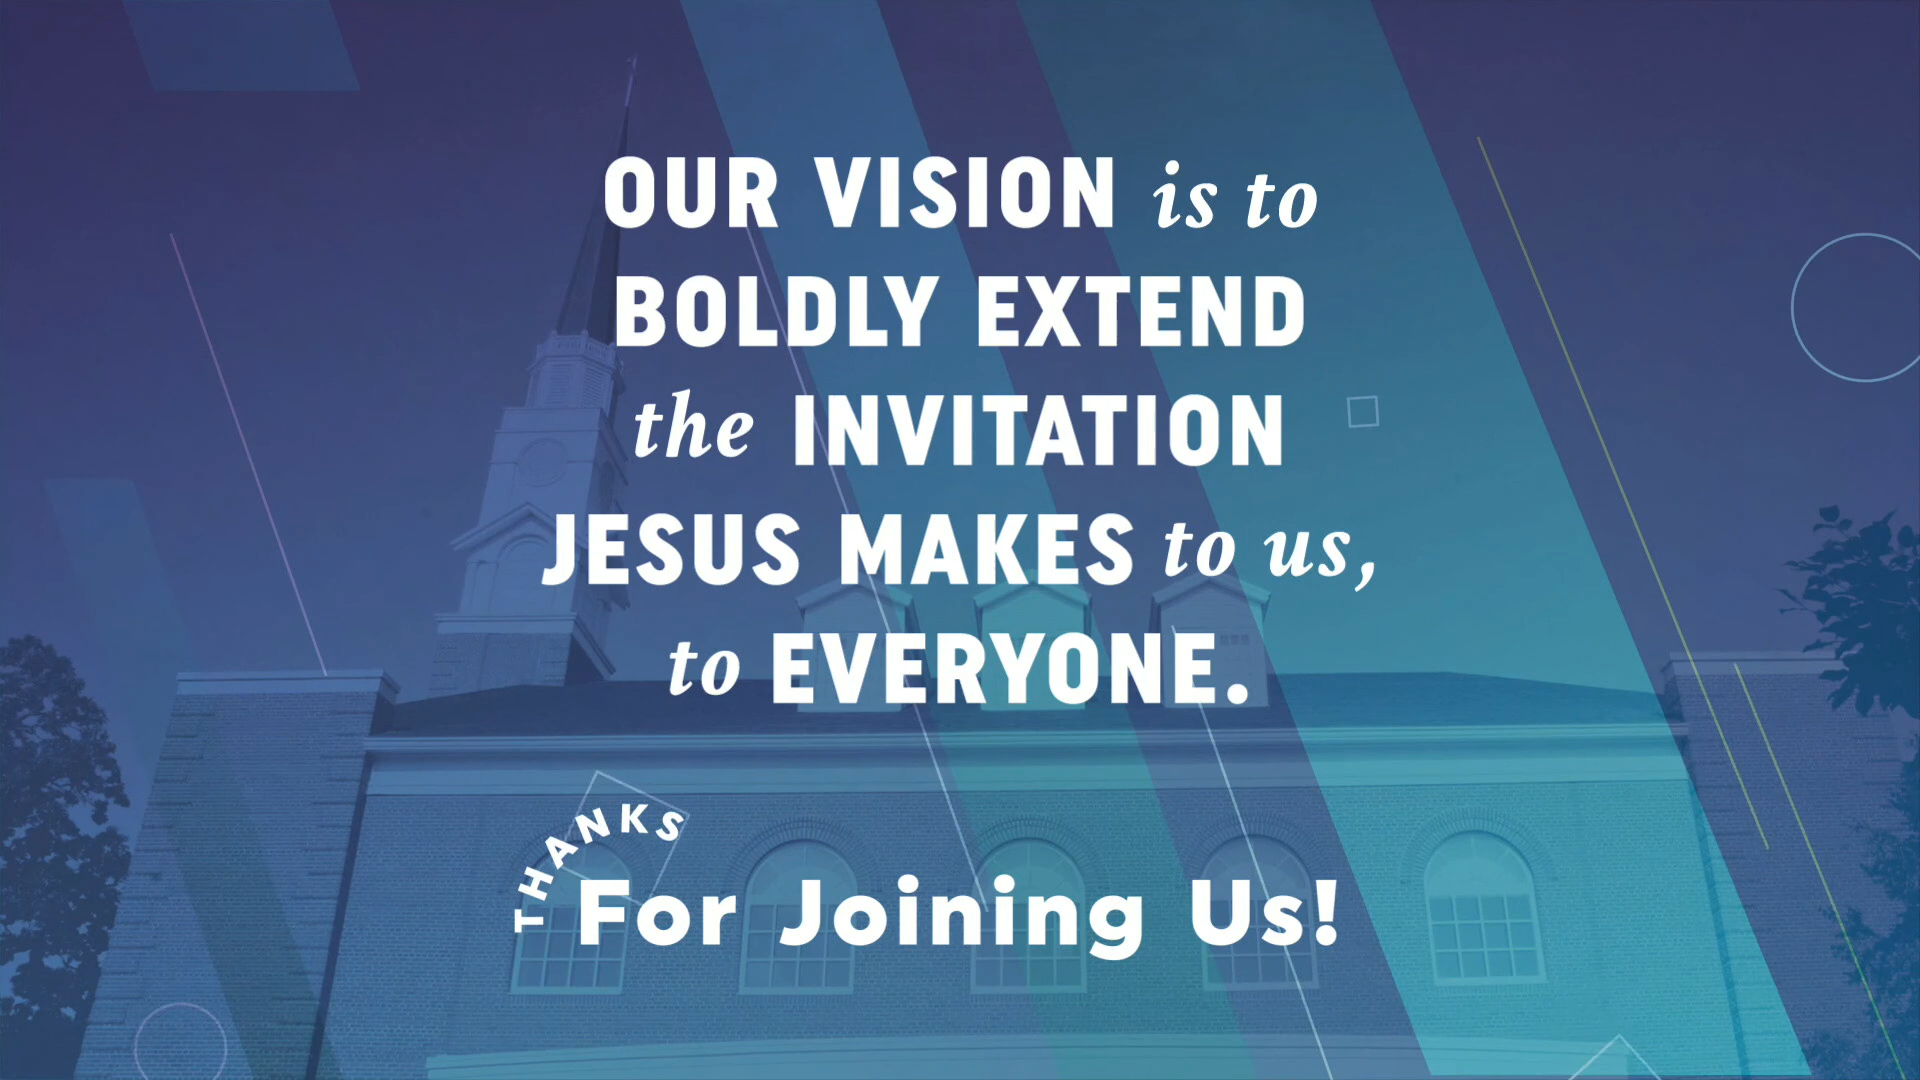 OUR VISION is to
BOLDLY EXTEND
the INVITATION
JESUS MAKES to us,
to EVERYONE.
THANKS
For Joining Us!